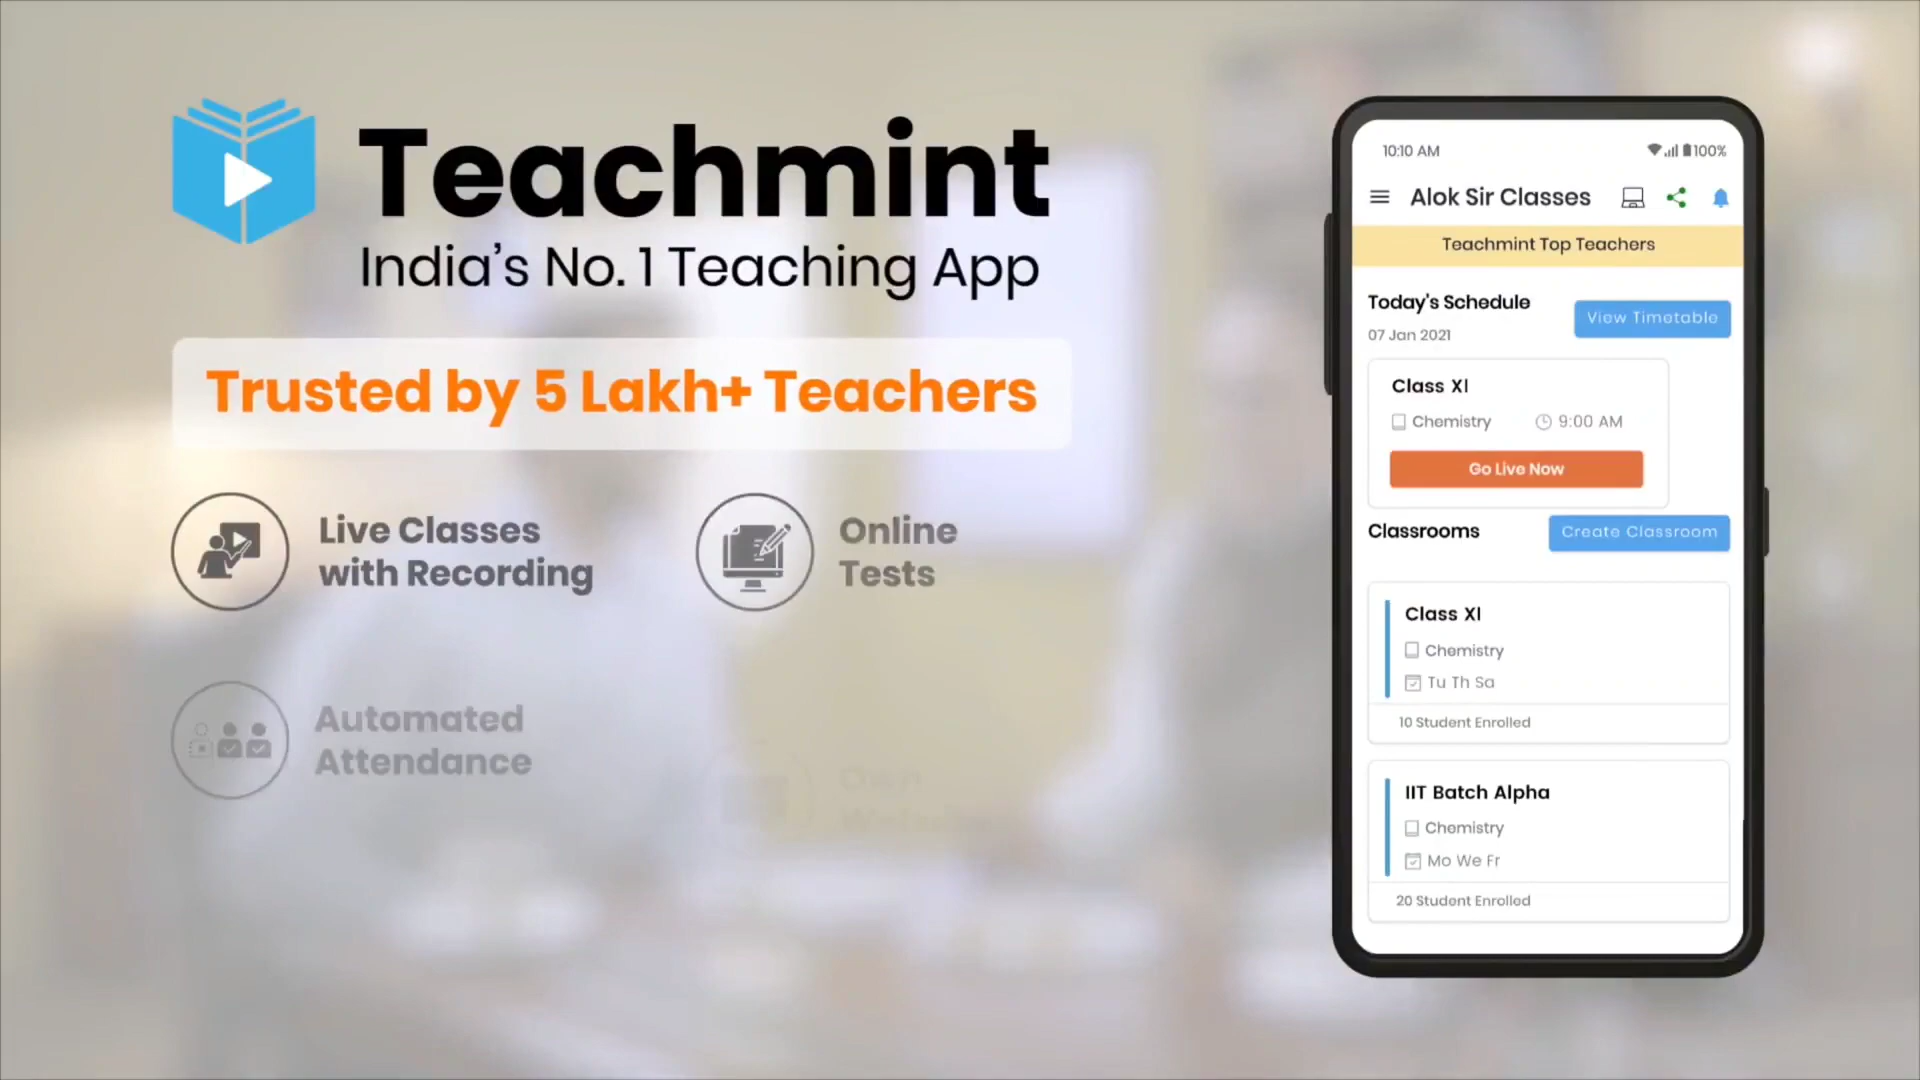 Teachmint
India's No. 1 Teaching App
Trusted by 5 Lakh+ Teachers
Live Classes
with Recording
Online
Tests
Automated
Attendance
10:10 AM
100%
Alok Sir Classes
Teachmint Top Teachers
Today's Schedule
View Timetable
07 Jan 2021
Class XI
Chemistry
9:00 AM
Go Live Now
Classrooms
Create Classroom
Class XI
Chemistry
Tu Th Sa
10 Student Enrolled
IIT Batch Alpha
Chemistry
Mo We Fr
20 Student Enrolled